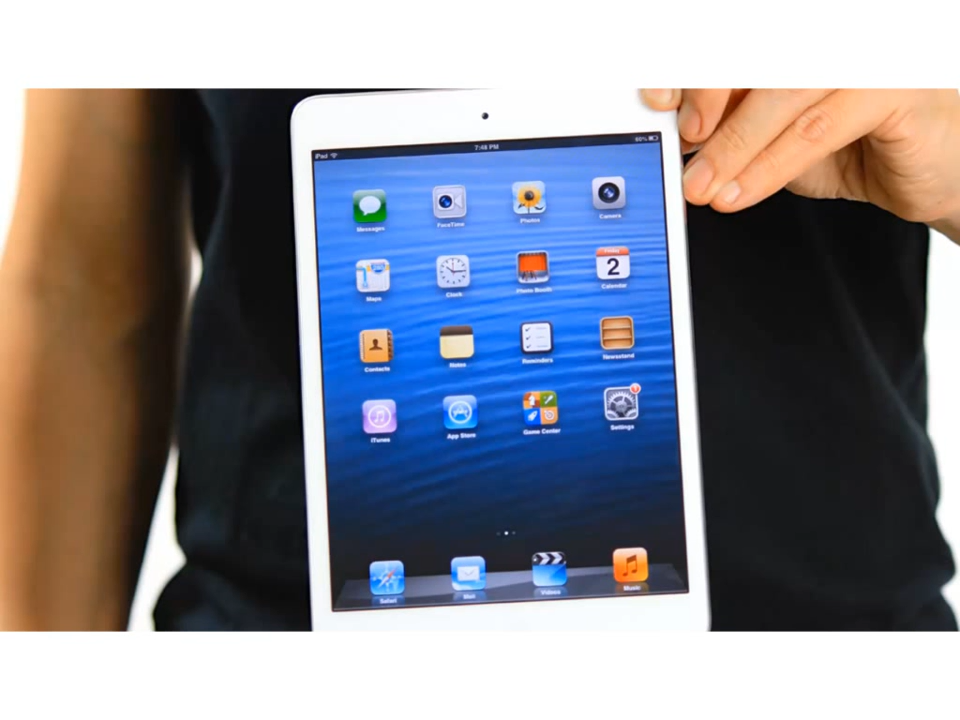 iPad 7:48 PM
Messages FaceTime Photos Camera
Maps Clock Photo Booth 2 Calendar
Contacts Notes Reminders Newsstand
iTunes App Store Game Center Settings
Safari Mail Videos Music